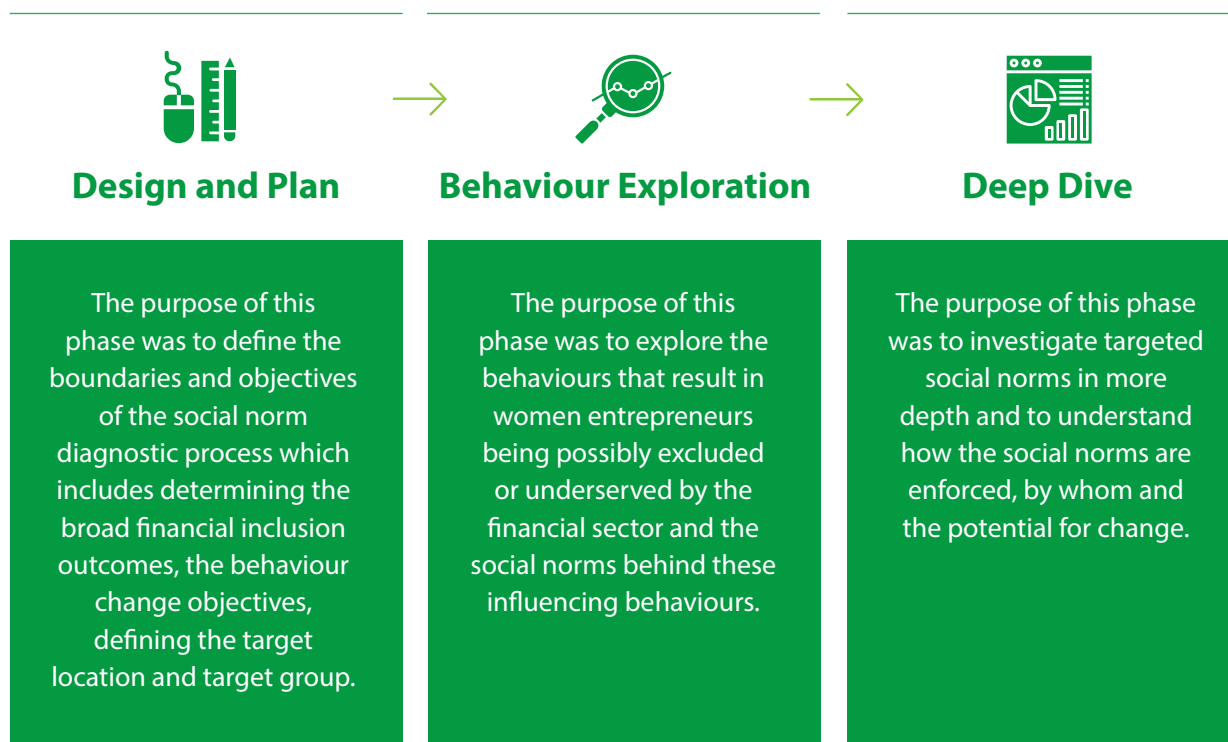 Design and Plan
The purpose of this
phase was to define the
boundaries and objectives
of the social norm
diagnostic process which
includes determining the
broad financial inclusion
outcomes, the behaviour
change objectives,
defining the target
location and target group.
Behaviour Exploration
The purpose of this
phase was to explore the
behaviours that result in
women entrepreneurs
being possibly excluded
or underserved by the
financial sector and the
social norms behind these
influencing behaviours.
Deep Dive
The purpose of this phase
was to investigate targeted
social norms in more
depth and to understand
how the social norms are
enforced, by whom and
the potential for change.